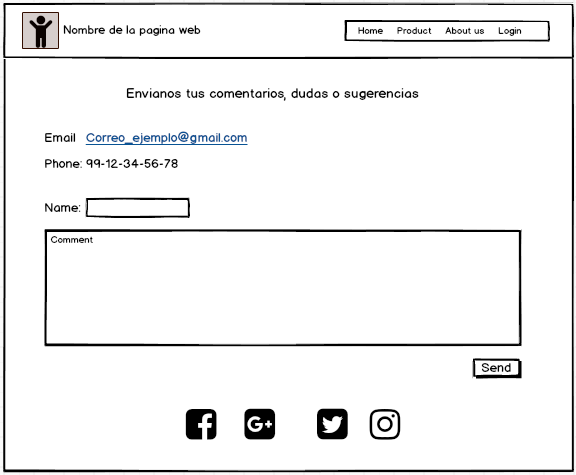 Nombre de la pagina web
Home Product About us Login
Envianos tus comentarios, dudas o sugerencias
Email Correo_ejemplo@gmail.com
Phone: 99-12-34-56-78
Name:
Comment
Send
G+